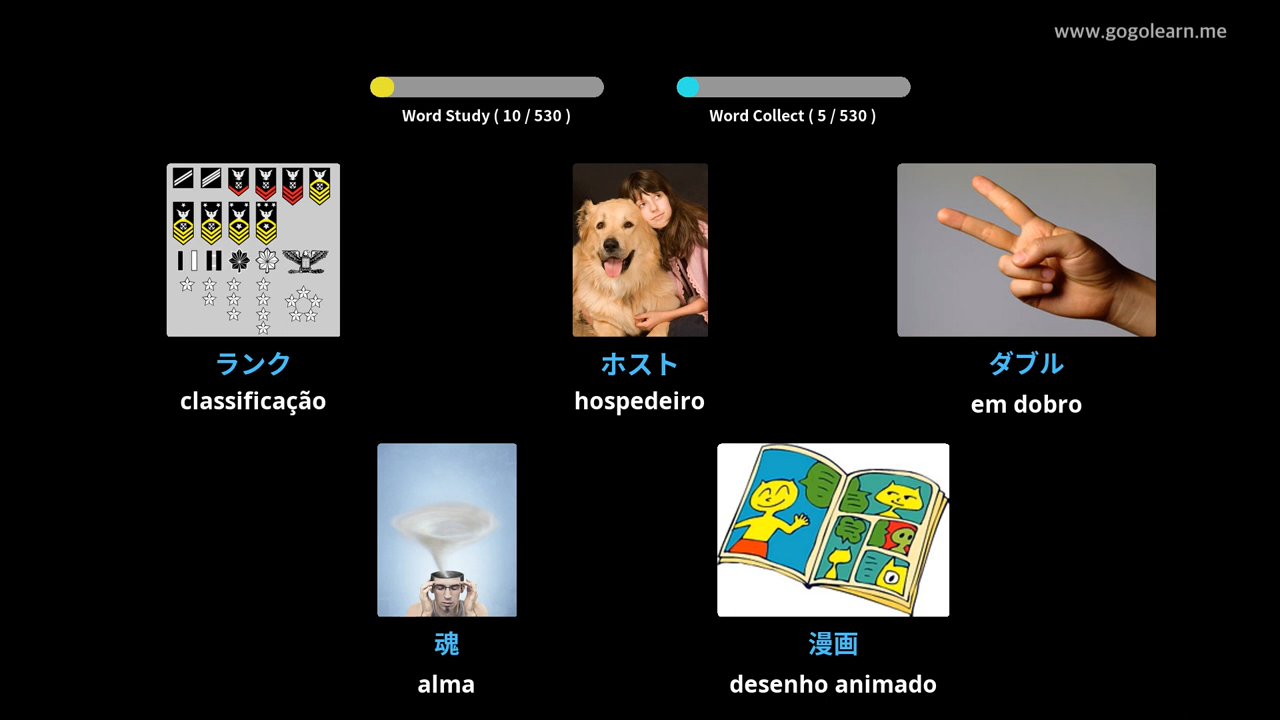 www.gogolearn.me
Word Study ( 10 / 530 )
Word Collect ( 5 / 530 )
ランク
classificação
ホスト
hospedeiro
ダブル
em dobro
魂
alma
漫画
desenho animado